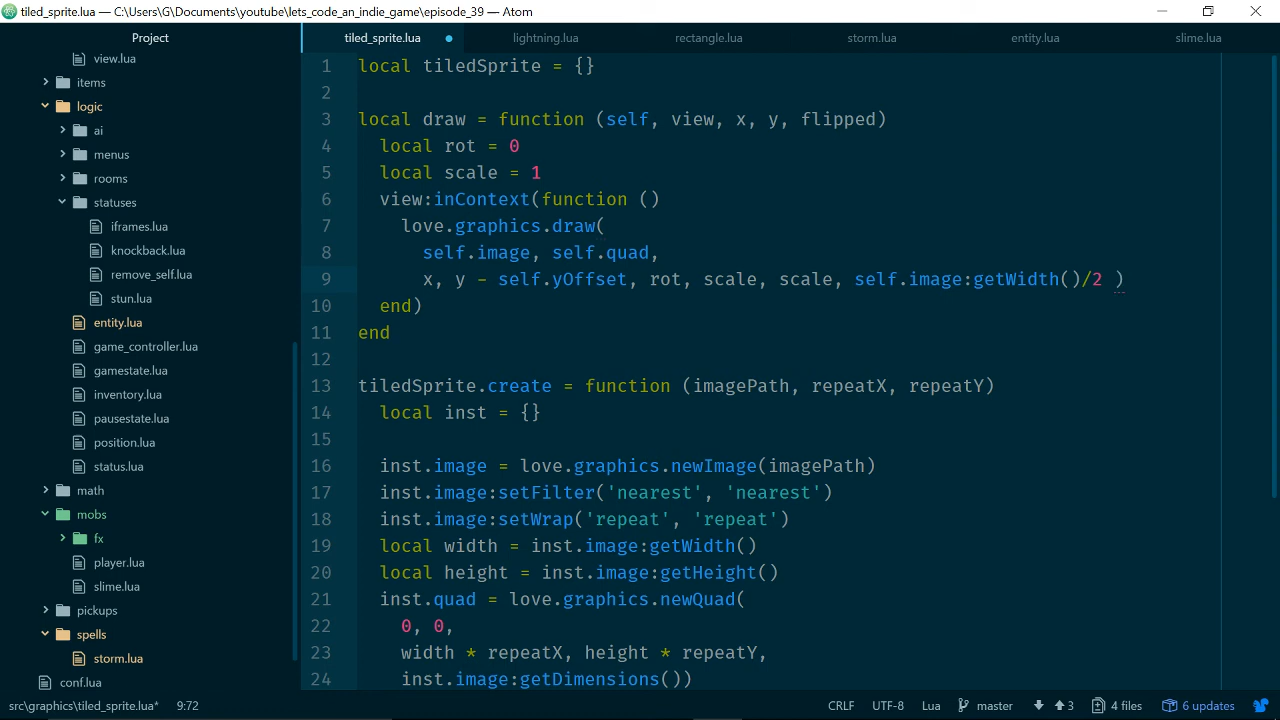 tiled_sprite.lua — C:\Users\G\Documents\youtube\lets_code_an_indie_game\episode_39 — Atom
Project
view.lua
items
logic
ai
menus
rooms
statuses
iframes.lua
knockback.lua
remove_self.lua
stun.lua
entity.lua
game_controller.lua
gamestate.lua
inventory.lua
pausestate.lua
position.lua
status.lua
math
mobs
fx
player.lua
slime.lua
pickups
spells
storm.lua
conf.lua
tiled_sprite.lua lightning.lua rectangle.lua storm.lua entity.lua slime.lua
1 local tiledSprite = {}
2
3 local draw = function (self, view, x, y, flipped)
4 local rot = 0
5 local scale = 1
6 view:inContext(function ()
7 love.graphics.draw(
8 self.image, self.quad,
9 x, y - self.yOffset, rot, scale, scale, self.image:getWidth()/2 )
10 end)
11 end
12
13 tiledSprite.create = function (imagePath, repeatX, repeatY)
14 local inst = {}
15
16 inst.image = love.graphics.newImage(imagePath)
17 inst.image:setFilter('nearest', 'nearest')
18 inst.image:setWrap('repeat', 'repeat')
19 local width = inst.image:getWidth()
20 local height = inst.image:getHeight()
21 inst.quad = love.graphics.newQuad(
22 0, 0,
23 width * repeatX, height * repeatY,
24 inst.image:getDimensions())
src\graphics\tiled_sprite.lua* 9:72 CRLF UTF-8 Lua master 3 4 files 6 updates